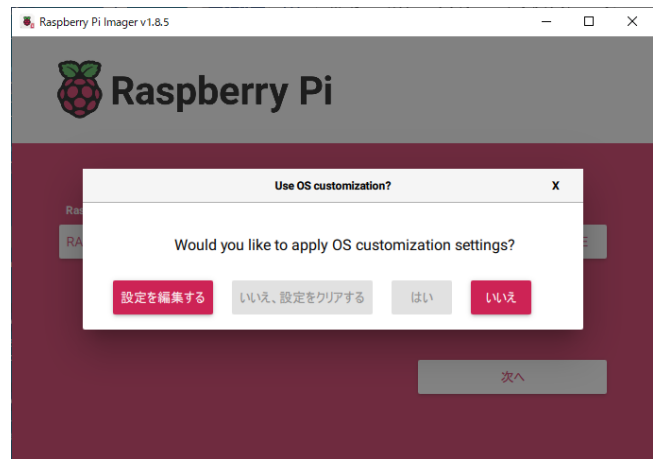 Raspberry Pi Imager v1.8.5
Raspberry Pi
Use OS customization?
X
Would you like to apply OS customization settings?
設定を編集する
いいえ、設定をクリアする
はい
いいえ
次へ